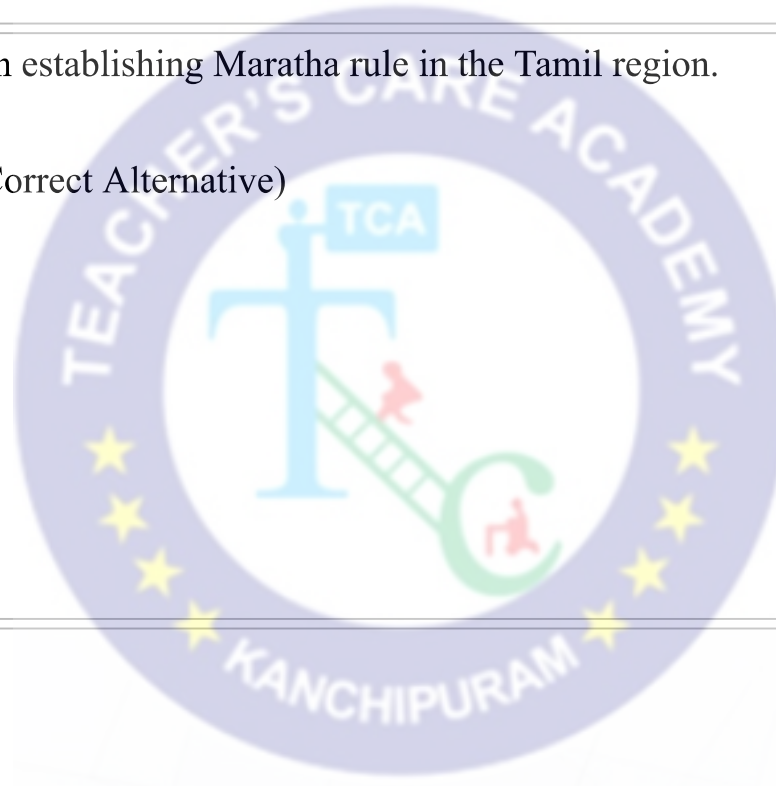 n establishing Maratha rule in the Tamil region.
Correct Alternative)
TEACHER'S CARE ACADEMY
TCA
KANCHIPURAM